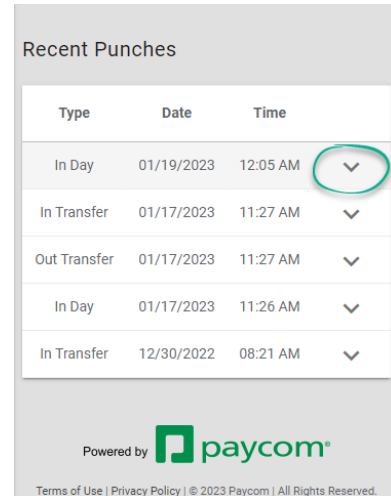 Recent Punches
Type Date Time
In Day 01/19/2023 12:05 AM
In Transfer 01/17/2023 11:27 AM
Out Transfer 01/17/2023 11:27 AM
In Day 01/17/2023 11:26 AM
In Transfer 12/30/2022 08:21 AM
Powered by paycom®
Terms of Use | Privacy Policy | © 2023 Paycom | All Rights Reserved.